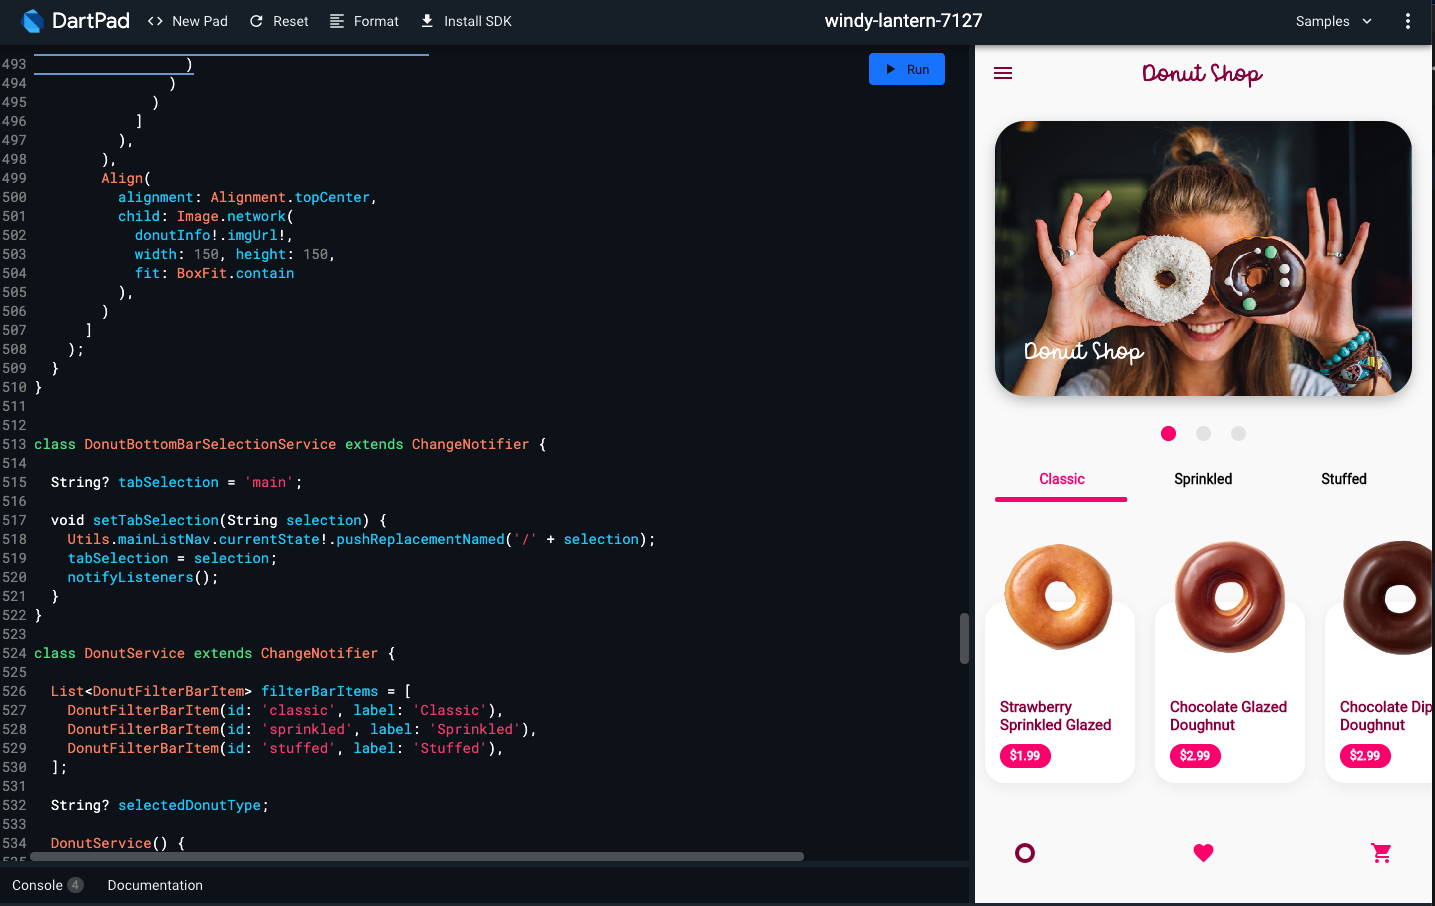 DartPad
New Pad
Reset
Format
Install SDK
windy-lantern-7127
Samples
Run
493 )
494 )
495 )
496 ]
497 ),
498 ),
499 Align(
500 alignment: Alignment.topCenter,
501 child: Image.network(
502 donutInfo!.imgUrl!,
503 width: 150, height: 150,
504 fit: BoxFit.contain
505 ),
506 )
507 ]
508 );
509 }
510 }
511
512
513 class DonutBottomBarSelectionService extends ChangeNotifier {
514
515 String? tabSelection = 'main';
516
517 void setTabSelection(String selection) {
518 Utils.mainListNav.currentState!.pushReplacementNamed('/' + selection);
519 tabSelection = selection;
520 notifyListeners();
521 }
522 }
523
524 class DonutService extends ChangeNotifier {
525
526 List<DonutFilterBarItem> filterBarItems = [
527 DonutFilterBarItem(id: 'classic', label: 'Classic'),
528 DonutFilterBarItem(id: 'sprinkled', label: 'Sprinkled'),
529 DonutFilterBarItem(id: 'stuffed', label: 'Stuffed'),
530 ];
531
532 String? selectedDonutType;
533
534 DonutService() {
Console 4
Documentation
Donut Shop
Donut Shop
Classic
Sprinkled
Stuffed
Strawberry
Sprinkled Glazed
$1.99
Chocolate Glazed
Doughnut
$2.99
Chocolate Dip
Doughnut
$2.99